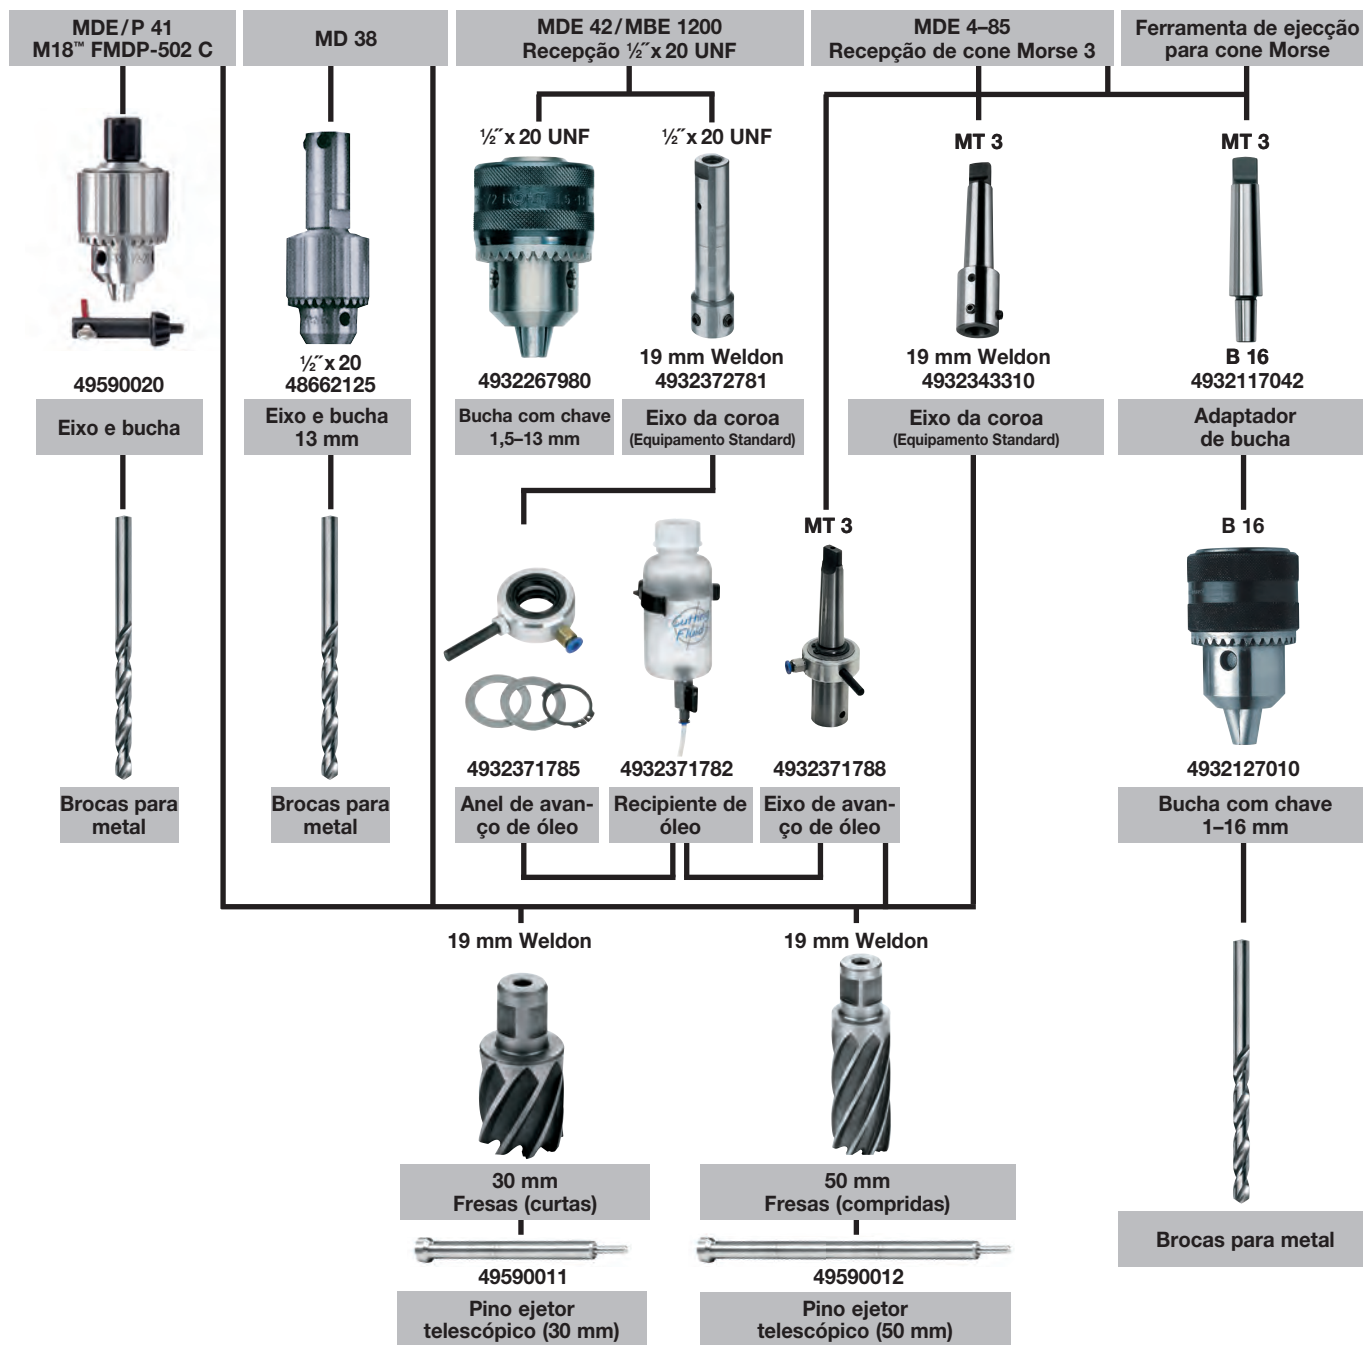 MDE/P 41
M18™ FMDP-502 C
MD 38
MDE 42/MBE 1200
Recepção ½˝x 20 UNF
MDE 4–85
Recepção de cone Morse 3
Ferramenta de ejecção
para cone Morse
½˝x 20 UNF
½˝x 20 UNF
MT 3
MT 3
½˝x 20
19 mm Weldon
19 mm Weldon
B 16
49590020
48662125
4932267980
4932372781
4932343310
4932117042
Eixo e bucha
Eixo e bucha
13 mm
Bucha com chave
1,5–13 mm
Eixo da coroa
(Equipamento Standard)
Eixo da coroa
(Equipamento Standard)
Adaptador
de bucha
MT 3
B 16
Cutting
Fluid
4932371785
4932371782
4932371788
4932127010
Brocas para
metal
Brocas para
metal
Anel de avan-
ço de óleo
Recipiente de
óleo
Eixo de avan-
ço de óleo
Bucha com chave
1–16 mm
19 mm Weldon
19 mm Weldon
30 mm
Fresas (curtas)
50 mm
Fresas (compridas)
Brocas para metal
49590011
49590012
Pino ejetor
telescópico (30 mm)
Pino ejetor
telescópico (50 mm)